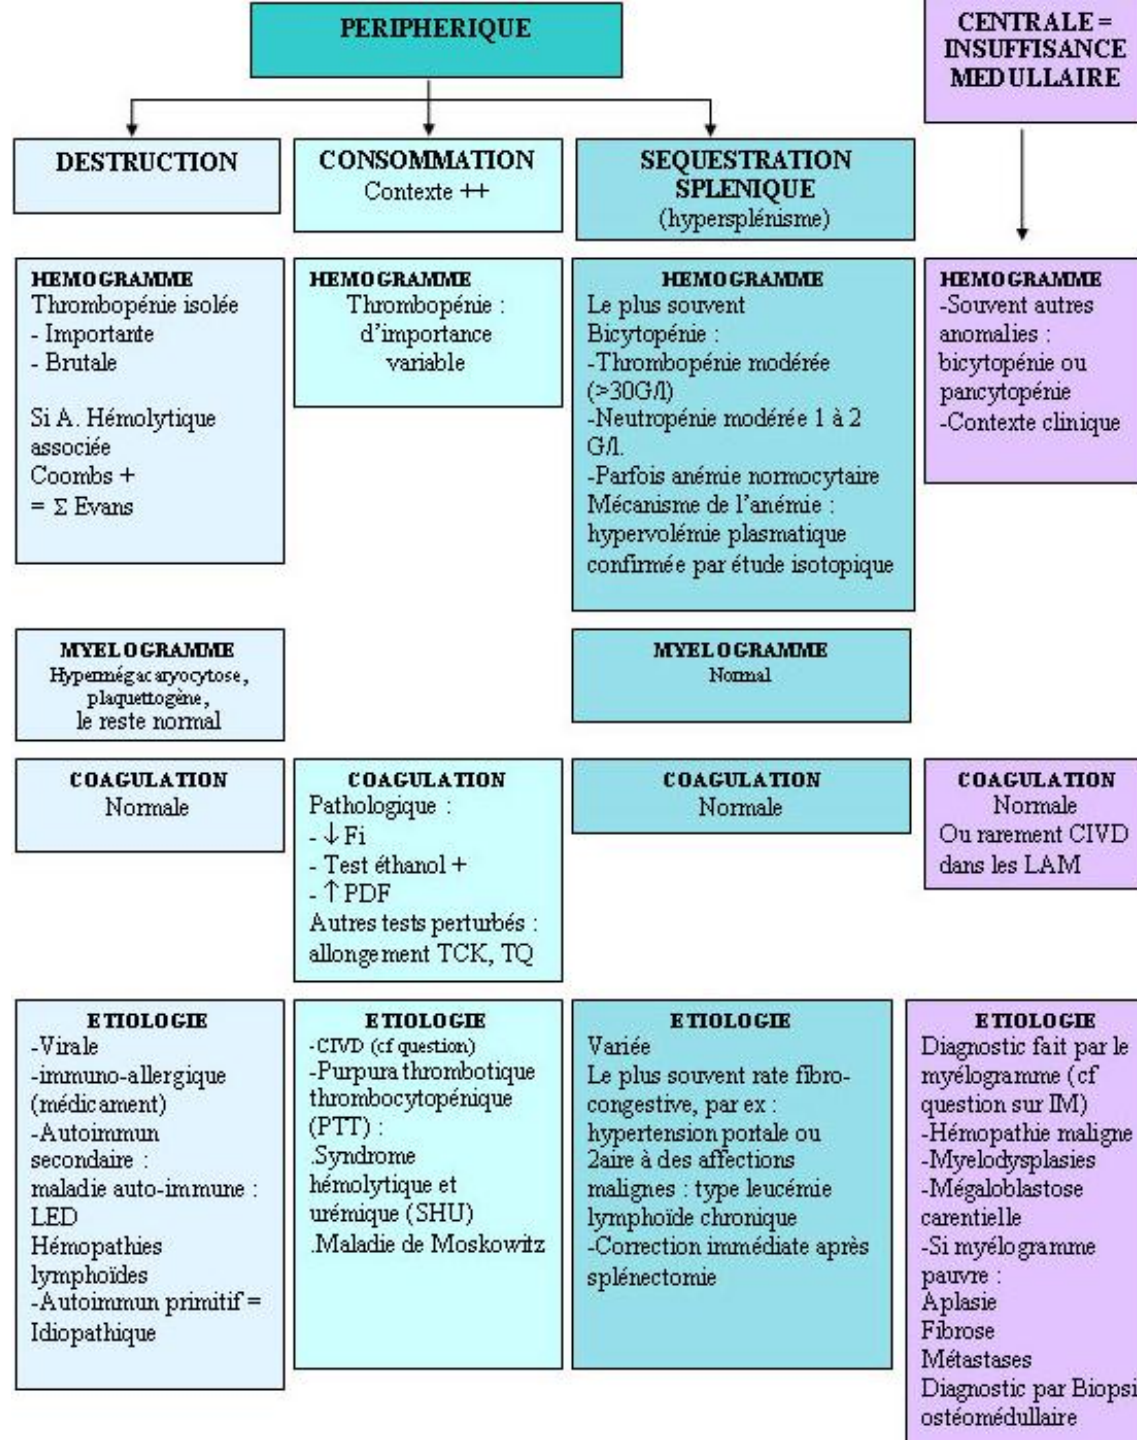 PERIPHERIQUE
CENTRALE =
INSUFFISANCE
MEDULLAIRE
DESTRUCTION
CONSOMMATION
Contexte ++
SEQUESTRATION
SPLENIQUE
(hypersplénisme)
HEMOGRAMME
Thrombopénie isolée
- Importante
- Brutale
Si A. Hémolytique
associée
Coombs +
= Σ Evans
HEMOGRAMME
Thrombopénie :
d'importance
variable
HEMOGRAMME
Le plus souvent
Bicytopénie :
-Thrombopénie modérée
(>30G/l)
-Neutropénie modérée 1 à 2
G/l.
-Parfois anémie normocytaire
Mécanisme de l'anémie :
hypervolémie plasmatique
confirmée par étude isotopique
HEMOGRAMME
-Souvent autres
anomalies :
bicytopénie ou
pancytopénie
-Contexte clinique
MYELOGRAMME
Hypermégacaryocytose,
plaquettogène,
le reste normal
MYELOGRAMME
Normal
COAGULATION
Normale
COAGULATION
Pathologique :
- ↓ Fi
- Test éthanol +
- ↑ PDF
Autres tests perturbés :
allongement TCK, TQ
COAGULATION
Normale
COAGULATION
Normale
Ou rarement CIVD
dans les LAM
ETIOLOGIE
-Virale
-immuno-allergique
(médicament)
-Autoimmun
secondaire :
maladie auto-immune :
LED
Hémopathies
lymphoïdes
-Autoimmun primitif =
Idiopathique
ETIOLOGIE
-CIVD (cf question)
-Purpura thrombotique
thrombocytopénique
(PTT) :
.Syndrome
hémolytique et
urémique (SHU)
.Maladie de Moskowitz
ETIOLOGIE
Variée
Le plus souvent rate fibro-
congestive, par ex :
hypertension portale ou
2aire à des affections
malignes : type leucémie
lymphoïde chronique
-Correction immédiate après
splénectomie
ETIOLOGIE
Diagnostic fait par le
myélogramme (cf
question sur IM)
-Hémopathie maligne
-Myelodysplasies
-Mégaloblastose
carentielle
-Si myélogramme
pauvre :
Aplasie
Fibrose
Métastases
Diagnostic par Biopsi
ostéomédullaire